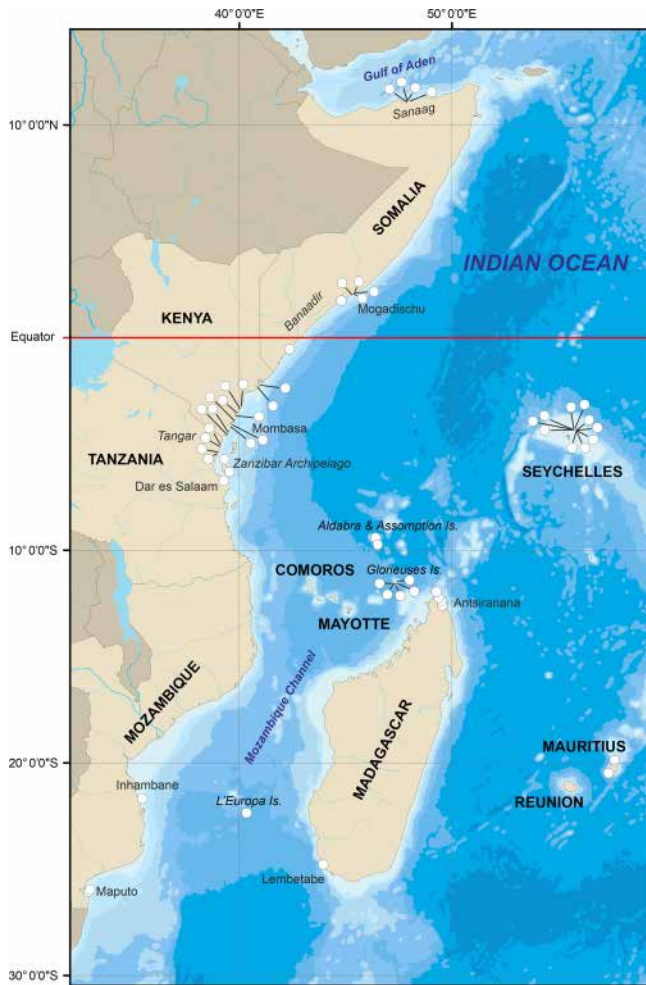 40°0'0"E
50°0'0"E
Gulf of Aden
10°0'0"N
Sanaag
SOMALIA
INDIAN OCEAN
Banaadir
Mogadischu
KENYA
Equator
Tangar
Mombasa
TANZANIA
Zanzibar Archipelago
SEYCHELLES
Dar es Salaam
Aldabra & Assomption Is.
10°0'0"S
COMOROS
Glorieuses Is.
Antsiranana
MAYOTTE
MOZAMBIQUE
Mozambique Channel
MADAGASCAR
MAURITIUS
20°0'0"S
Inhambane
L'Europa Is.
REUNION
Lembetabe
Maputo
30°0'0"S